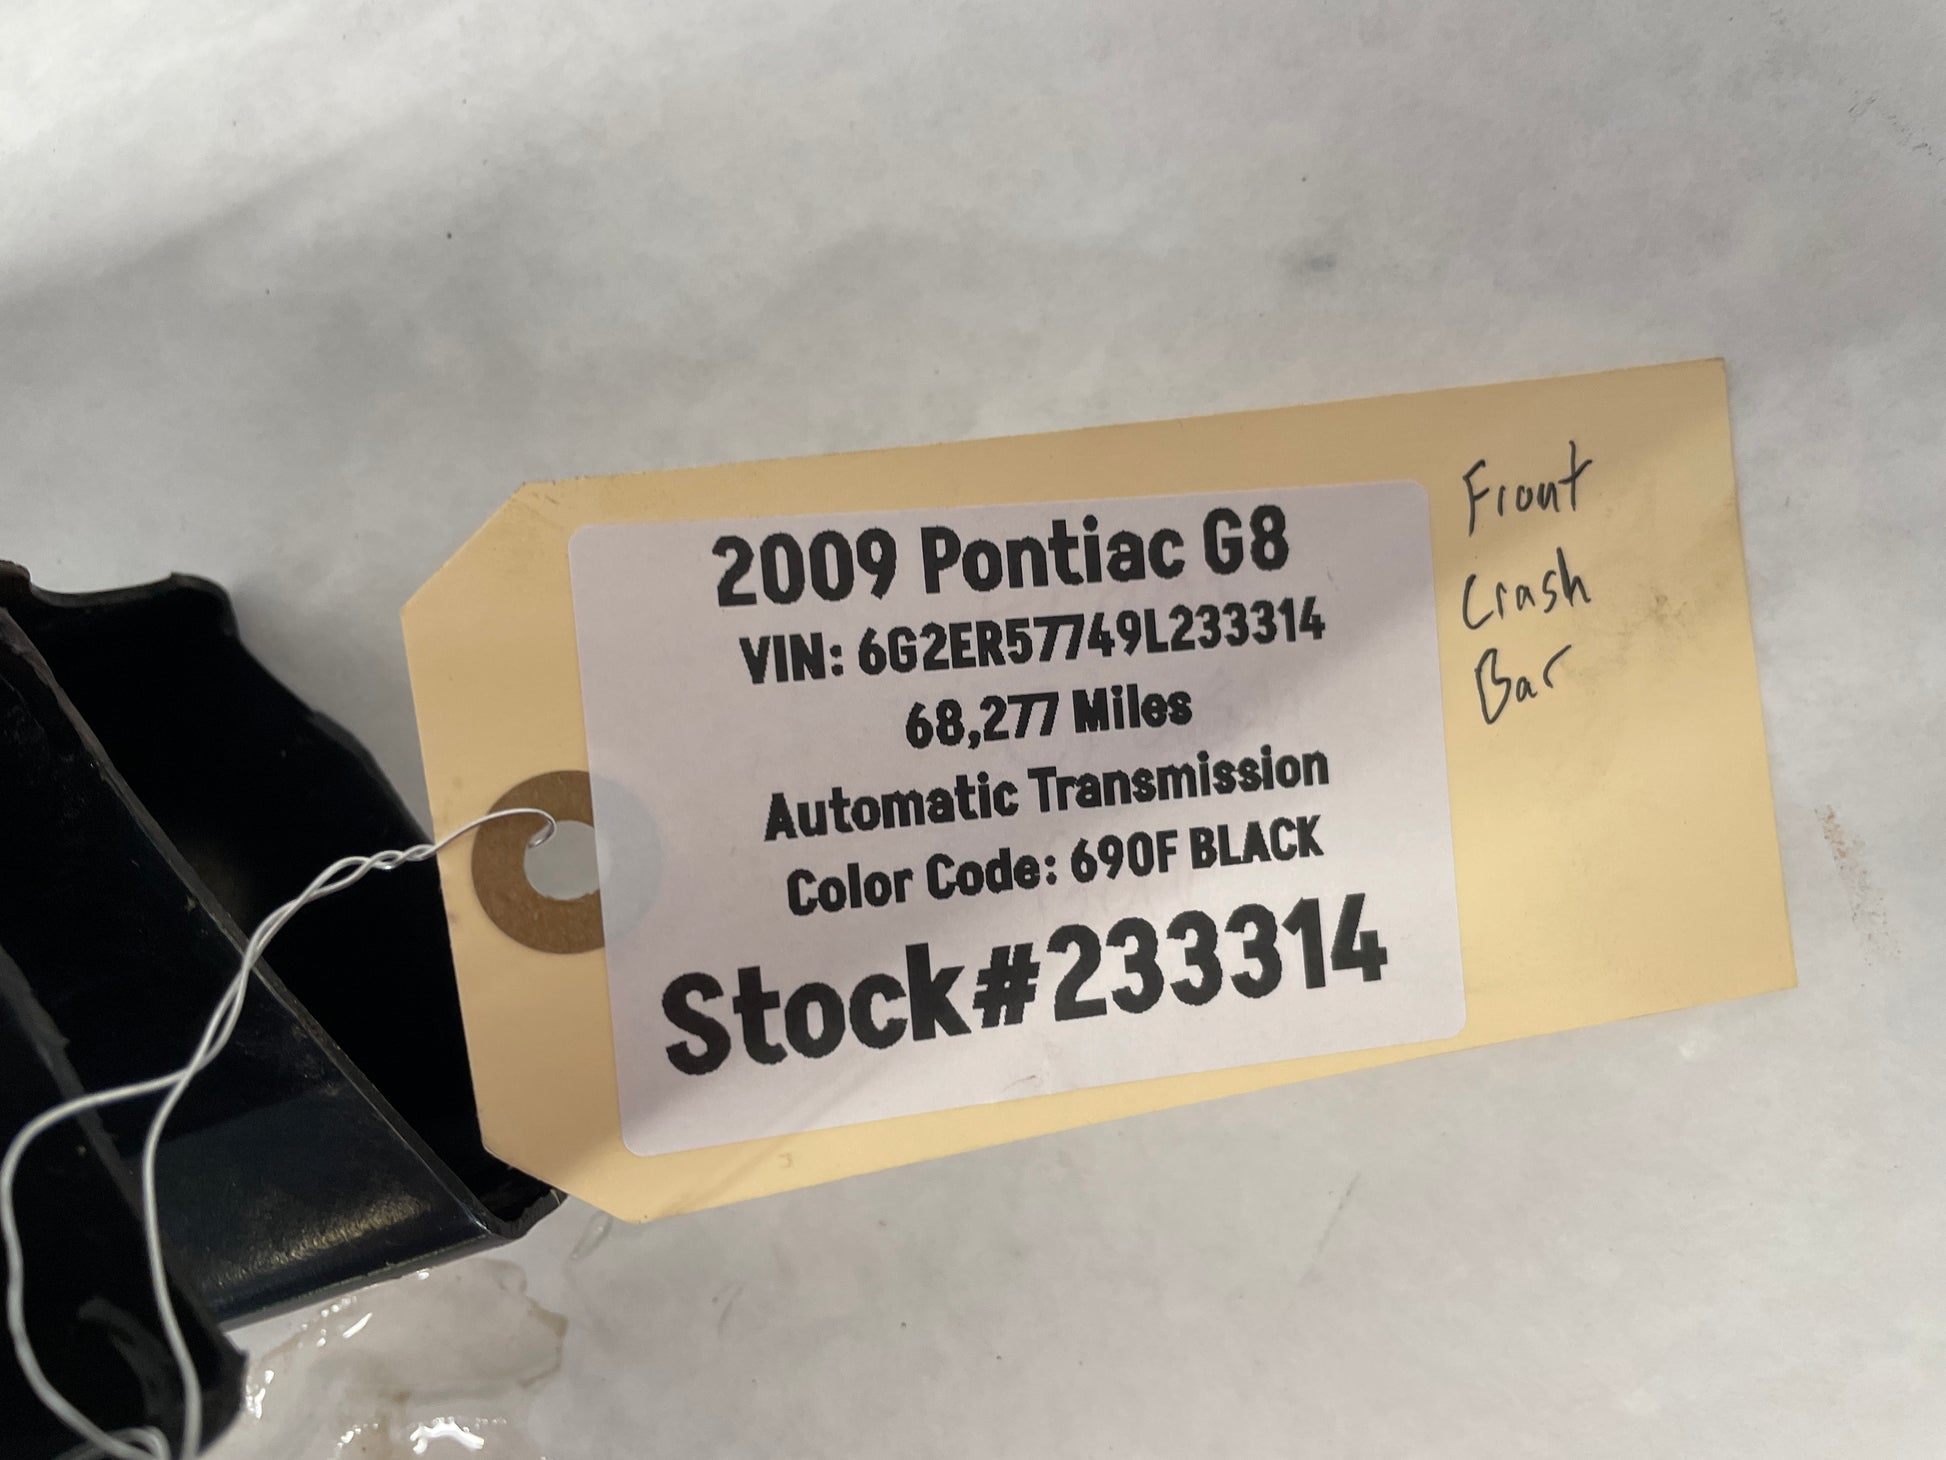 2009 Pontiac G8
VIN: 6G2ER57749L233314
68,277 Miles
Automatic Transmission
Color Code: 690F BLACK
Stock#233314
Front
Crash
Bar